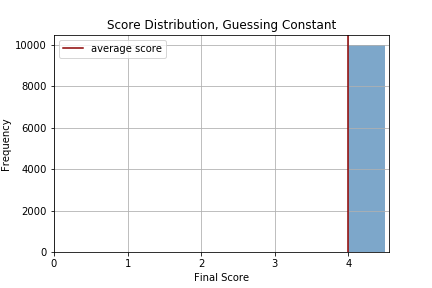 Score Distribution, Guessing Constant
average score
10000
8000
6000
4000
2000
0
Frequency
0 1 2 3 4
Final Score